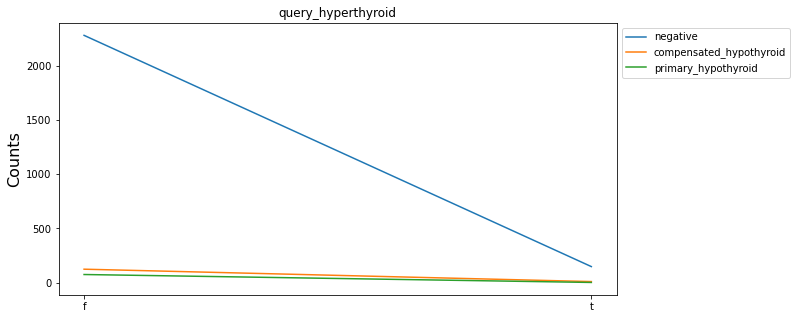 query_hyperthyroid
negative
compensated_hypothyroid
primary_hypothyroid
Counts
2000
1500
1000
500
0
f
t